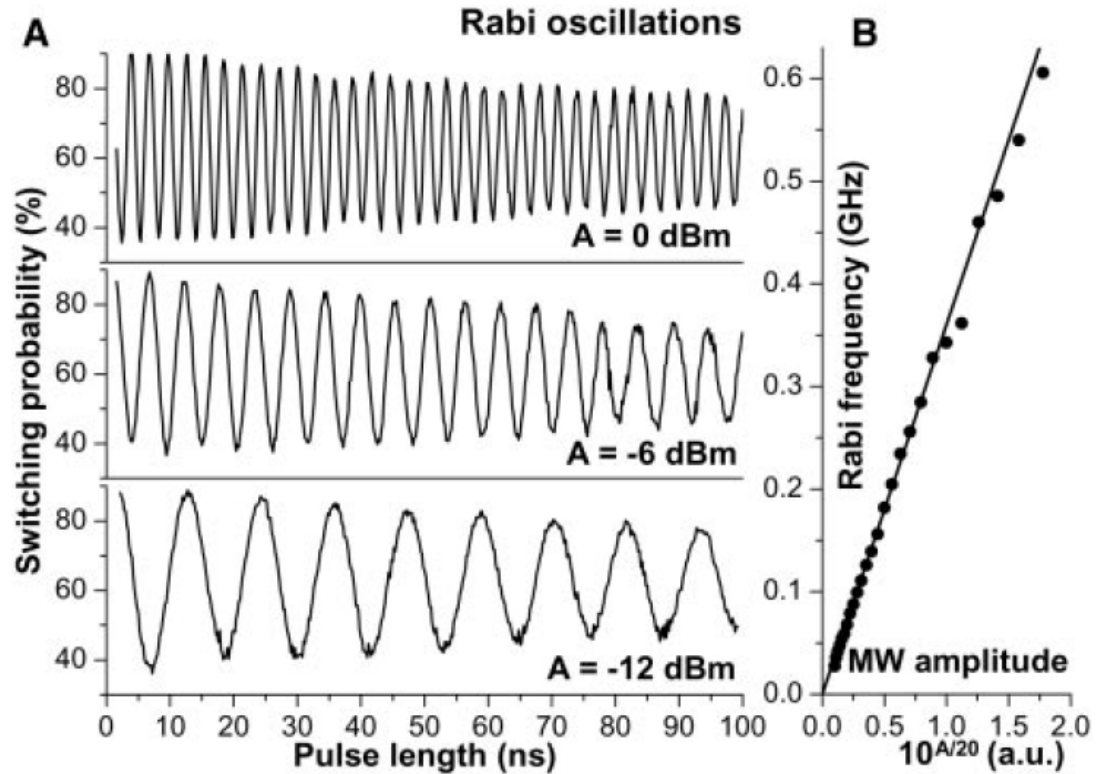 A
Rabi oscillations
B
Switching probability (%)
80
60
40
A = 0 dBm
80
60
40
A = -6 dBm
80
60
40
A = -12 dBm
0 10 20 30 40 50 60 70 80 90 100
Pulse length (ns)
Rabi frequency (GHz)
0.6
0.5
0.4
0.3
0.2
0.1
0.0
MW amplitude
0.0 0.5 1.0 1.5 2.0
10^A/20 (a.u.)